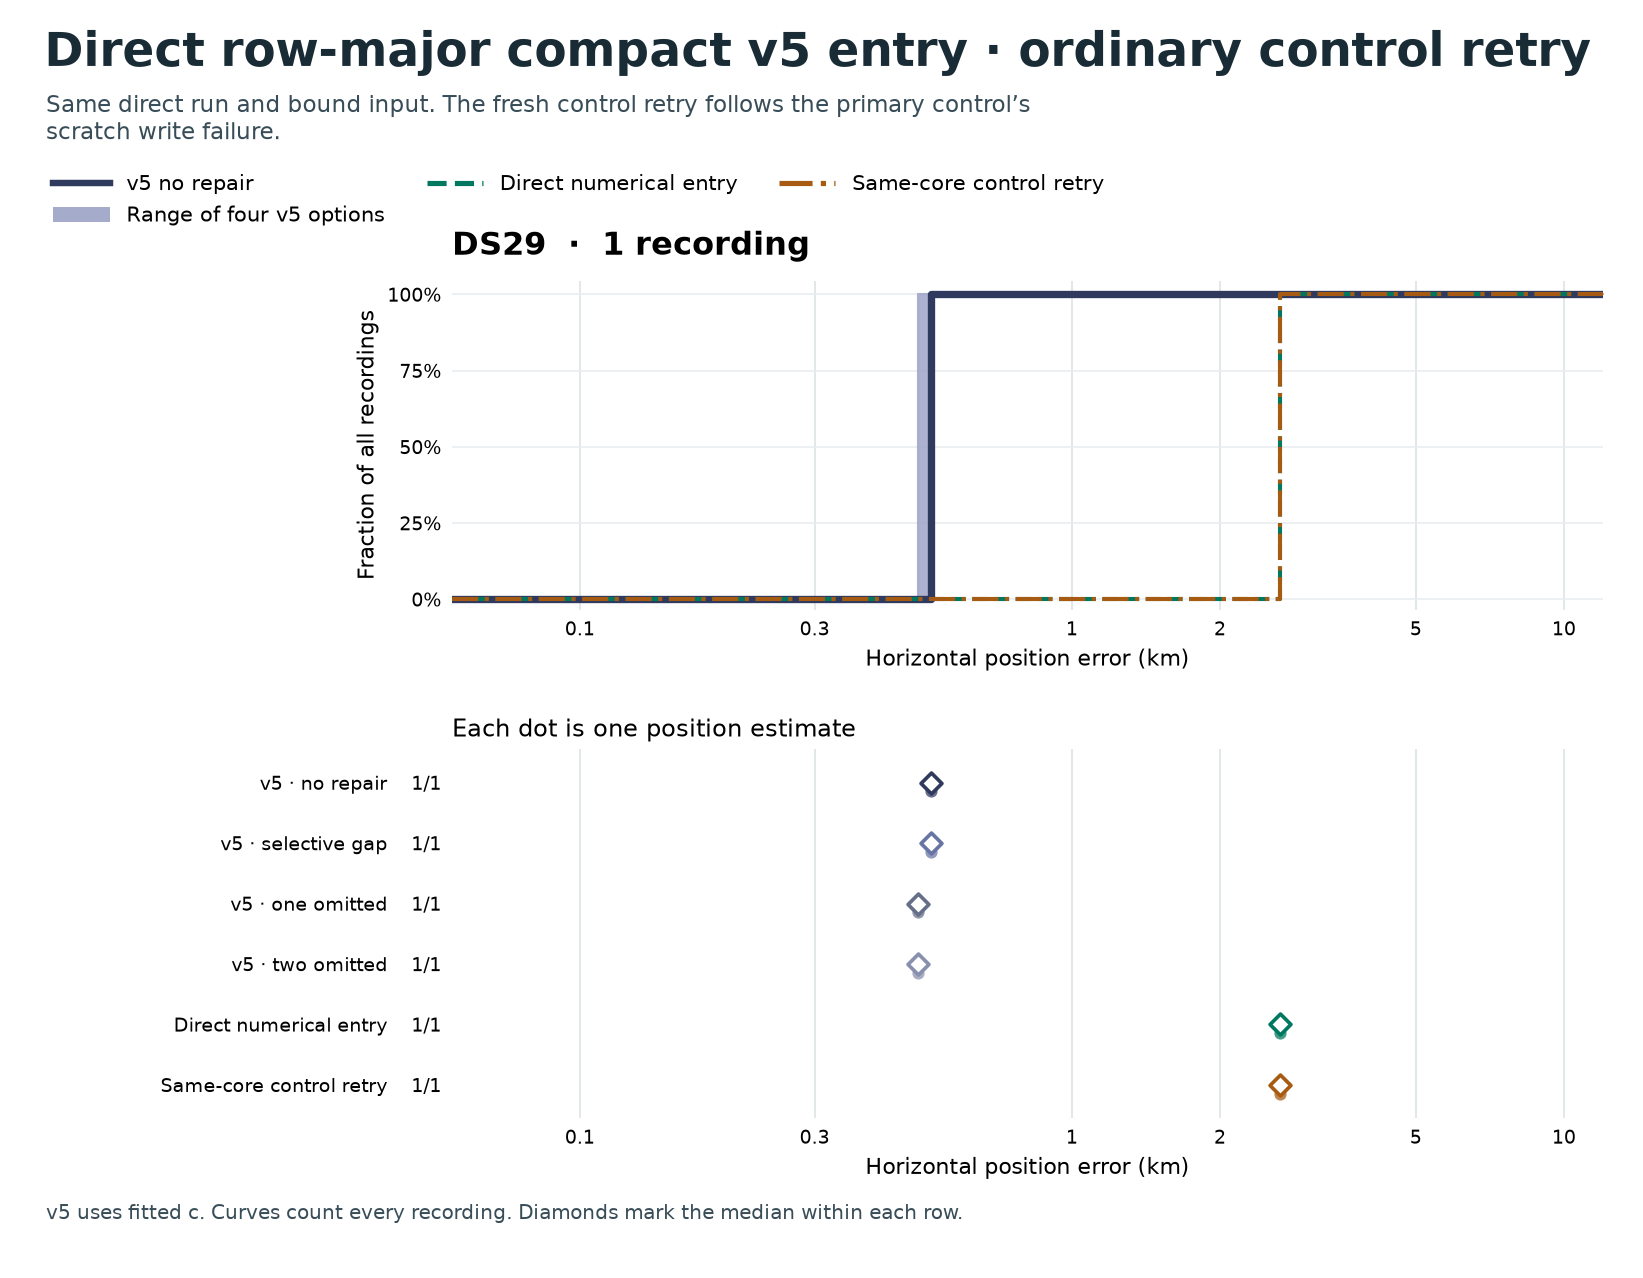 Direct row-major compact v5 entry · ordinary control retry
Same direct run and bound input. The fresh control retry follows the primary control’s
scratch write failure.
v5 no repair
Direct numerical entry
Same-core control retry
Range of four v5 options
DS29 · 1 recording
Fraction of all recordings
100%
75%
50%
25%
0%
0.1
0.3
1
2
5
10
Horizontal position error (km)
Each dot is one position estimate
v5 · no repair 1/1
v5 · selective gap 1/1
v5 · one omitted 1/1
v5 · two omitted 1/1
Direct numerical entry 1/1
Same-core control retry 1/1
0.1
0.3
1
2
5
10
Horizontal position error (km)
v5 uses fitted c. Curves count every recording. Diamonds mark the median within each row.